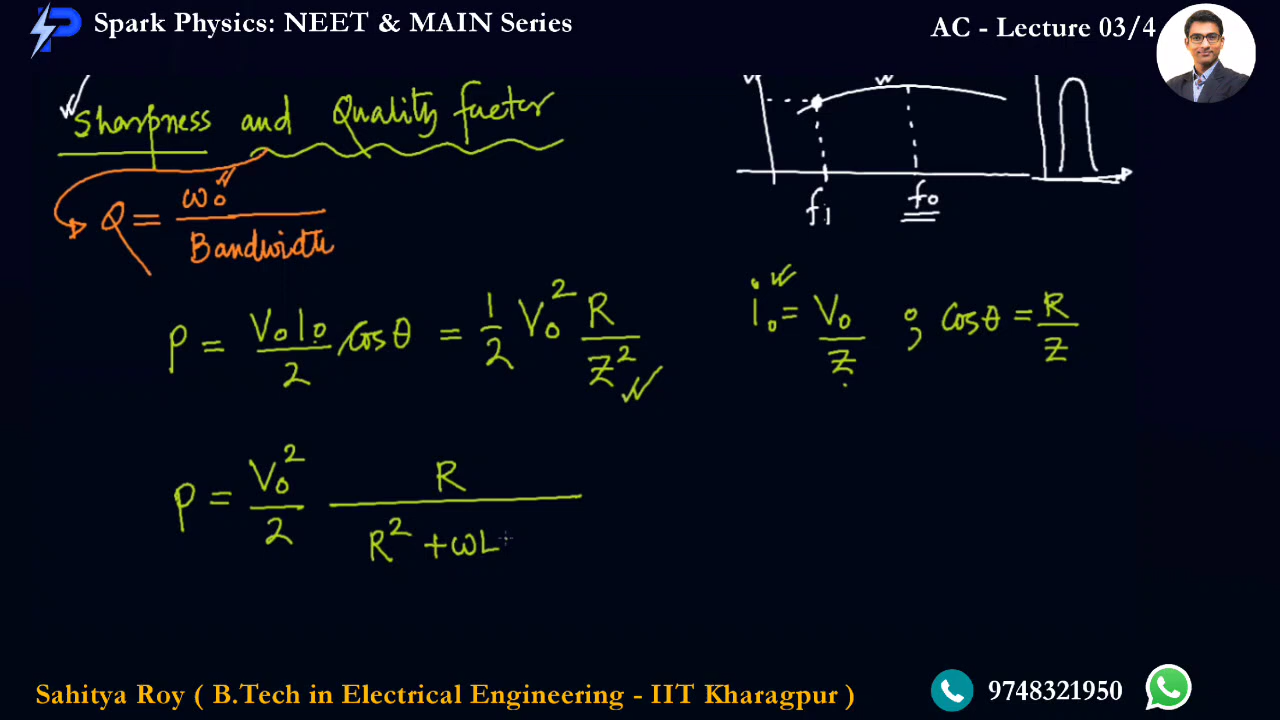 Spark Physics: NEET & MAIN Series
AC - Lecture 03/4
Sharpness and Quality factor
f₁ f₀
Q = ω₀ / Bandwidth
P = V₀I₀/2 Cosθ = 1/2 V₀² R/Z²
i₀ = V₀/Z ; Cosθ = R/Z
P = V₀²/2 R / R² + ωL
Sahitya Roy ( B.Tech in Electrical Engineering - IIT Kharagpur )
9748321950